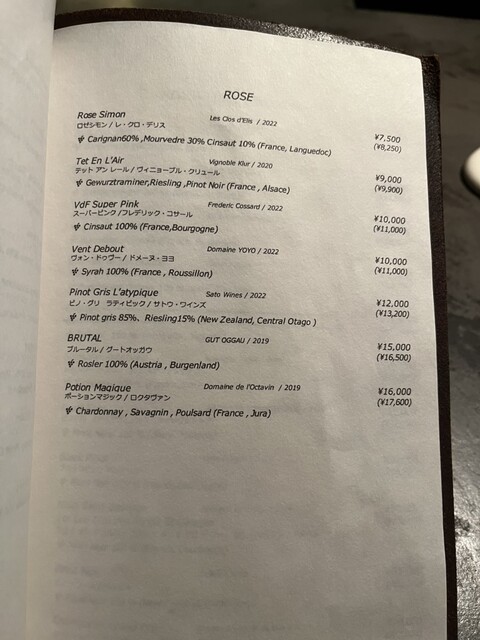 ROSE
Rose Simon Les Clos d'Elis / 2022
ロゼシモン / レ・クロ・デリス ¥7,500
Carignan60% ,Mourvedre 30% Cinsaut 10% (France, Languedoc) (¥8,250)
Tet En L'Air Vignoble Klur / 2020
テット アン レール / ヴィニョーブル・クリュール ¥9,000
Gewurztraminer,Riesling ,Pinot Noir (France , Alsace) (¥9,900)
VdF Super Pink Frederic Cossard / 2022
スーパーピンク /フレデリック・コサール ¥10,000
Cinsaut 100% (France,Bourgogne) (¥11,000)
Vent Debout Domaine YOYO / 2022
ヴォン・ドゥヴー / ドメーヌ・ヨヨ ¥10,000
Syrah 100% (France , Roussillon) (¥11,000)
Pinot Gris L'atypique Sato Wines / 2022
ピノ・グリ ラティピック / サトウ・ワインズ ¥12,000
Pinot gris 85%、Riesling15% (New Zealand, Central Otago ) (¥13,200)
BRUTAL GUT OGGAU / 2019
ブルータル / グートオッガウ ¥15,000
Rosler 100% (Austria , Burgenland) (¥16,500)
Potion Magique Domaine de l'Octavin / 2019
ポーションマジック / ロクタヴァン ¥16,000
Chardonnay , Savagnin , Poulsard (France , Jura) (¥17,600)